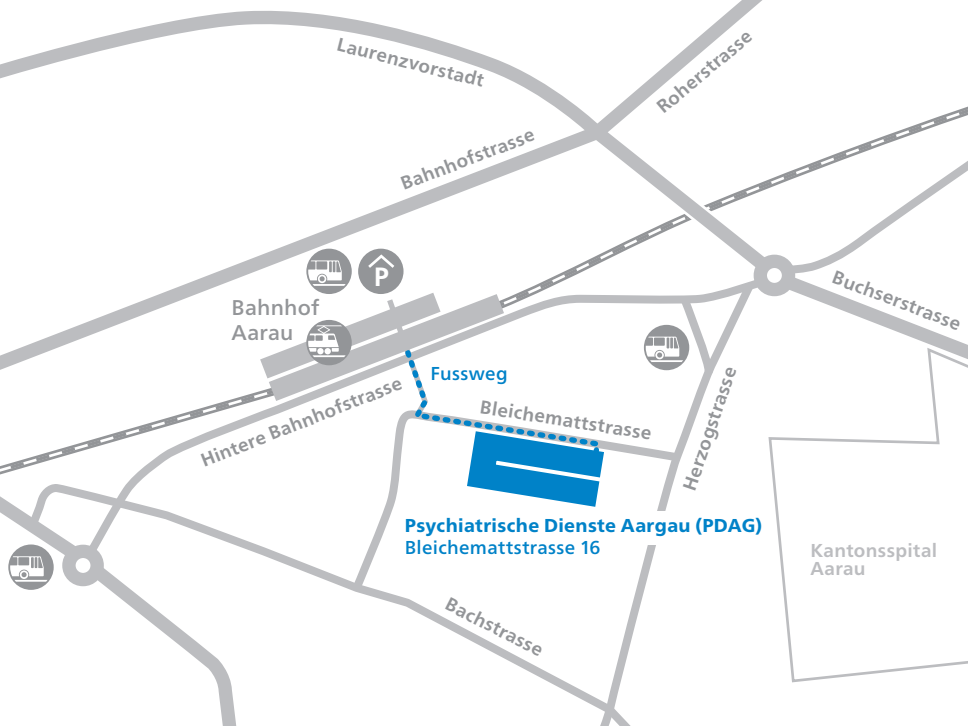 Laurenzvorstadt
Roherstrasse
Bahnhofstrasse
P
Bahnhof
Aarau
Buchserstrasse
Fussweg
Hintere Bahnhofstrasse
Bleichemattstrasse
Herzogstrasse
Psychiatrische Dienste Aargau (PDAG)
Bleichemattstrasse 16
Kantonsspital
Aarau
Bachstrasse